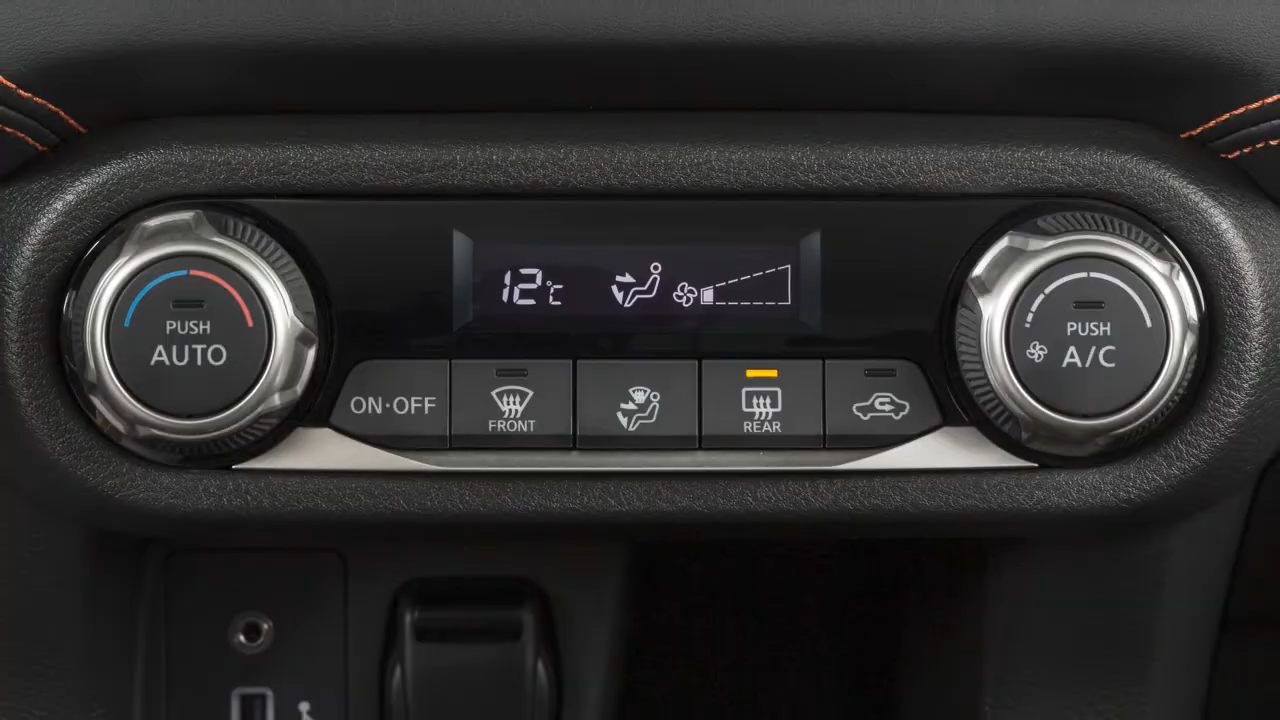 12°C
PUSH
AUTO
PUSH
A/C
ON·OFF
FRONT
REAR